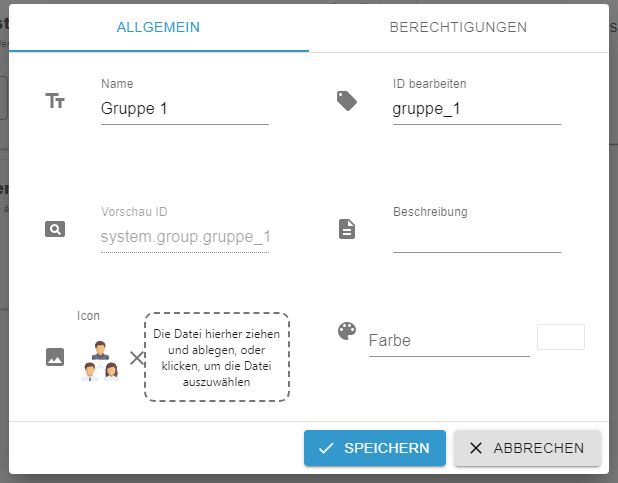 ALLGEMEIN
BERECHTIGUNGEN
Name
Gruppe 1
ID bearbeiten
gruppe_1
Vorschau ID
system.group.gruppe_1
Beschreibung
Icon
Die Datei hierher ziehen
und ablegen, oder
klicken, um die Datei
auszuwählen
Farbe
SPEICHERN
ABBRECHEN